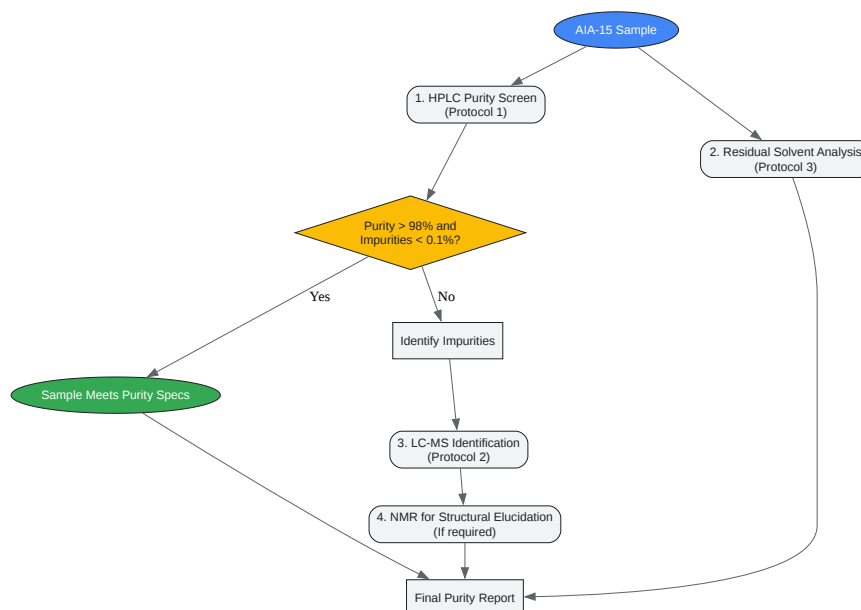 AIA-15 Sample
1. HPLC Purity Screen
(Protocol 1)
2. Residual Solvent Analysis
(Protocol 3)
Purity > 98% and
Impurities < 0.1%?
Yes
No
Identify Impurities
Sample Meets Purity Specs
3. LC-MS Identification
(Protocol 2)
4. NMR for Structural Elucidation
(If required)
Final Purity Report